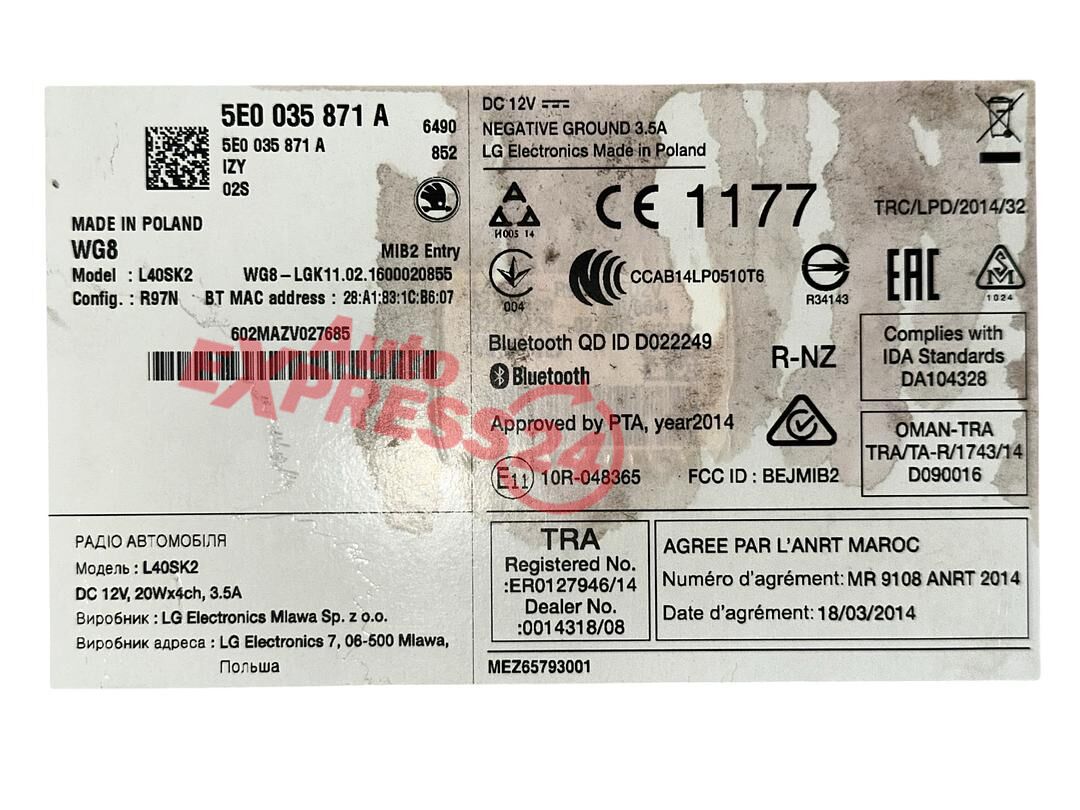 5E0 035 871 A
5E0 035 871 A
IZY
02S
6490
852
MADE IN POLAND
WG8
MIB2 Entry
Model : L40SK2 WG8-LGK11.02.1600020855
Config. : R97N BT MAC address : 28:A1:83:1C:B6:07
602MAZV027685
DC 12V
NEGATIVE GROUND 3.5A
LG Electronics Made in Poland
И005 14
CE 1177
TRC/LPD/2014/32
004
CCAB14LP0510T6
R34143
EAC
1024
Bluetooth QD ID D022249
Bluetooth
R-NZ
Complies with
IDA Standards
DA104328
Approved by PTA, year2014
E11 10R-048365
FCC ID : BEJMIB2
OMAN-TRA
TRA/TA-R/1743/14
D090016
Auto
EXPRESS24
РАДІО АВТОМОБІЛЯ
Модель : L40SK2
DC 12V, 20Wx4ch, 3.5A
Виробник : LG Electronics Mlawa Sp. z o.o.
Виробник адреса : LG Electronics 7, 06-500 Mlawa,
Польша
TRA
Registered No.
:ER0127946/14
Dealer No.
:0014318/08
AGREE PAR L'ANRT MAROC
Numéro d'agrément: MR 9108 ANRT 2014
Date d'agrément: 18/03/2014
MEZ65793001